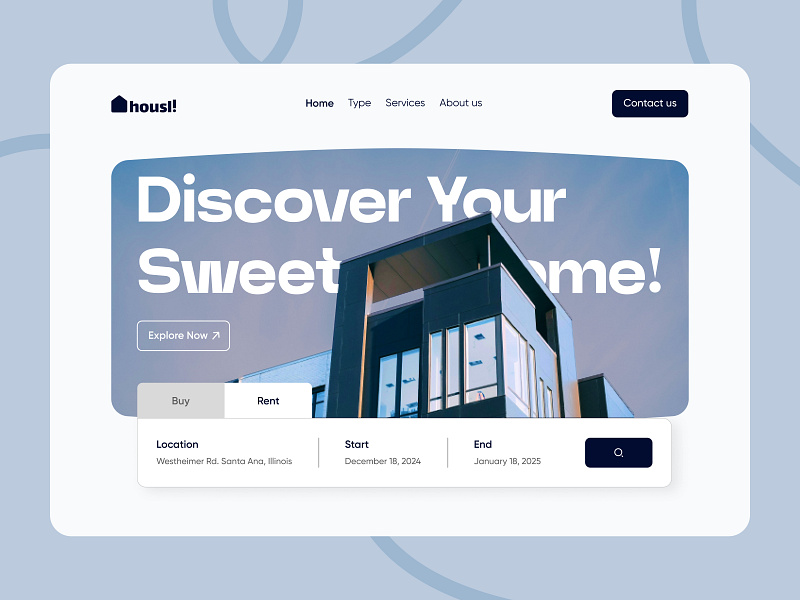 housl!
Home Type Services About us
Contact us
Discover Your
Sweet ome!
Explore Now
Buy
Rent
Location
Westheimer Rd. Santa Ana, Illinois
Start
December 18, 2024
End
January 18, 2025